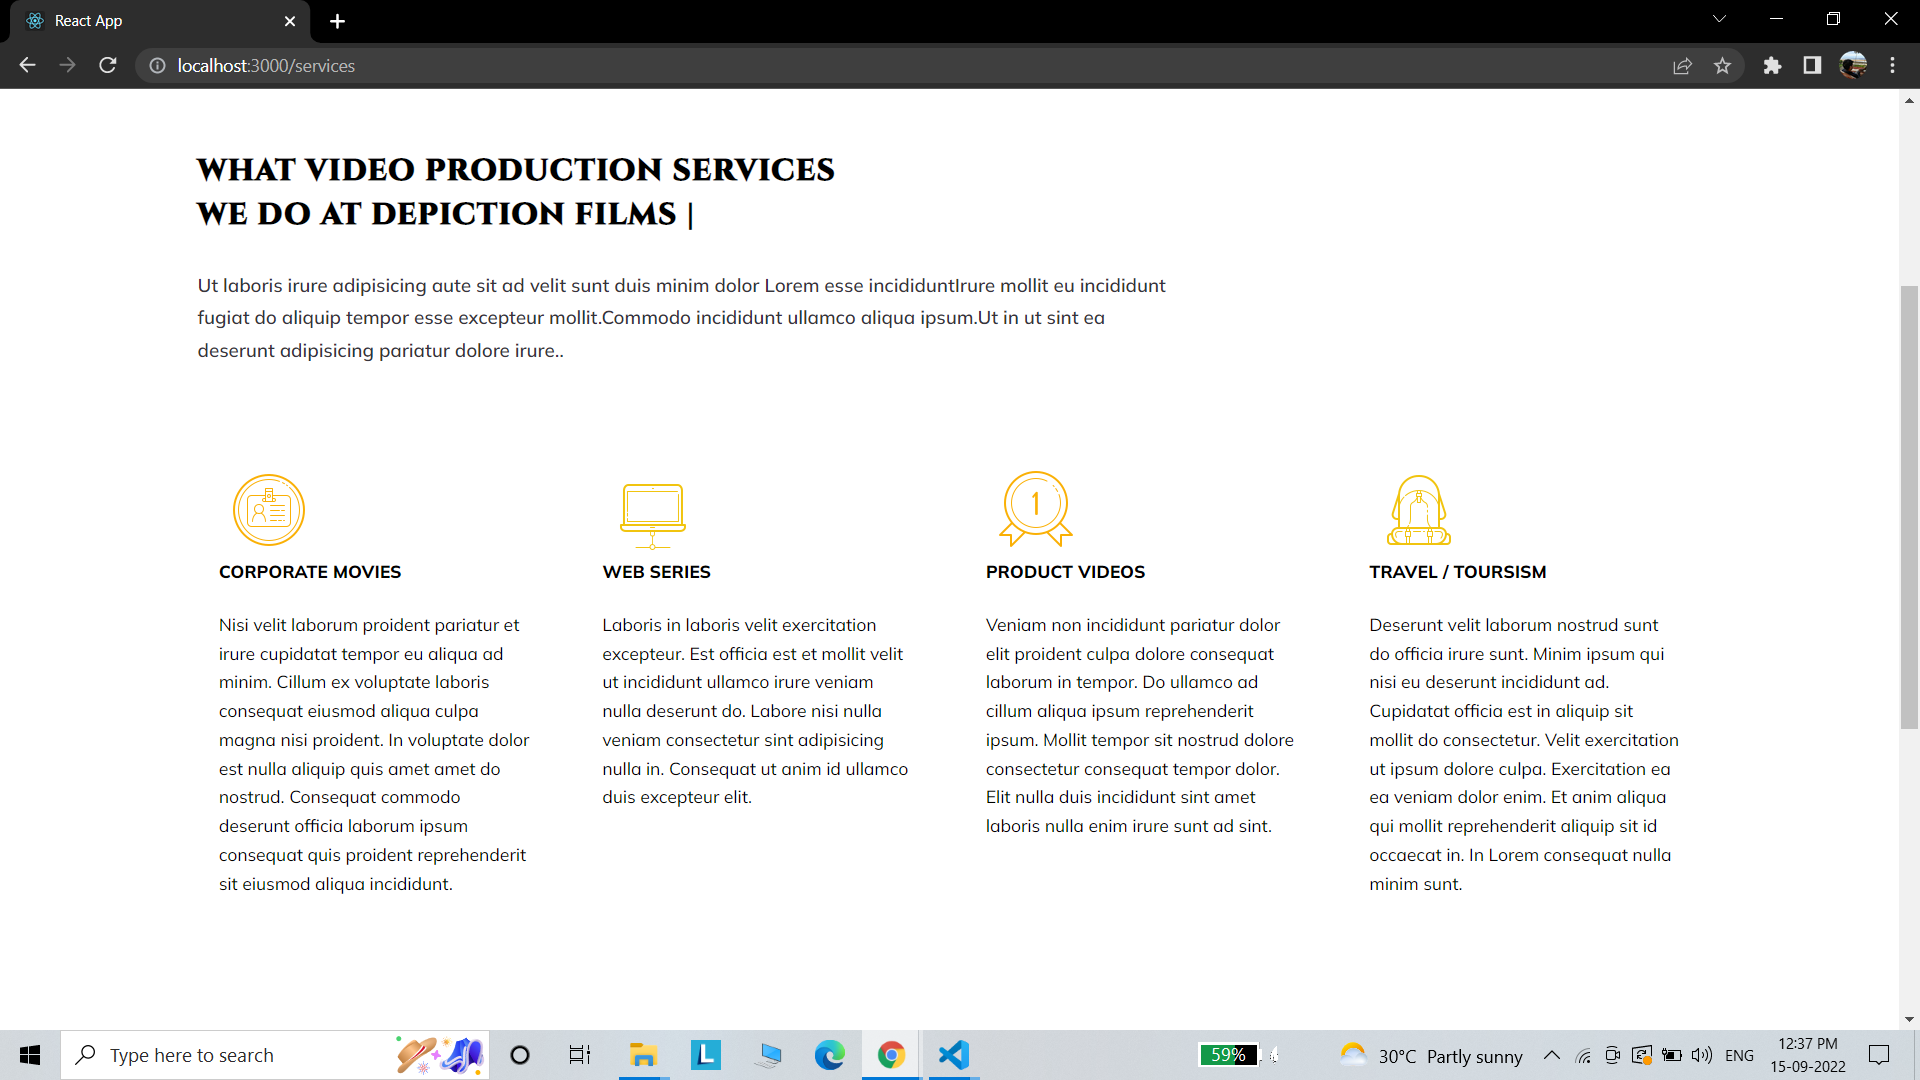 React App
localhost:3000/services
WHAT VIDEO PRODUCTION SERVICES
WE DO AT DEPICTION FILMS |
Ut laboris irure adipisicing aute sit ad velit sunt duis minim dolor Lorem esse incididuntIrure mollit eu incididunt
fugiat do aliquip tempor esse excepteur mollit.Commodo incididunt ullamco aliqua ipsum.Ut in ut sint ea
deserunt adipisicing pariatur dolore irure..
1
CORPORATE MOVIES
Nisi velit laborum proident pariatur et
irure cupidatat tempor eu aliqua ad
minim. Cillum ex voluptate laboris
consequat eiusmod aliqua culpa
magna nisi proident. In voluptate dolor
est nulla aliquip quis amet amet do
nostrud. Consequat commodo
deserunt officia laborum ipsum
consequat quis proident reprehenderit
sit eiusmod aliqua incididunt.
WEB SERIES
Laboris in laboris velit exercitation
excepteur. Est officia est et mollit velit
ut incididunt ullamco irure veniam
nulla deserunt do. Labore nisi nulla
veniam consectetur sint adipisicing
nulla in. Consequat ut anim id ullamco
duis excepteur elit.
PRODUCT VIDEOS
Veniam non incididunt pariatur dolor
elit proident culpa dolore consequat
laborum in tempor. Do ullamco ad
cillum aliqua ipsum reprehenderit
ipsum. Mollit tempor sit nostrud dolore
consectetur consequat tempor dolor.
Elit nulla duis incididunt sint amet
laboris nulla enim irure sunt ad sint.
TRAVEL / TOURSISM
Deserunt velit laborum nostrud sunt
do officia irure sunt. Minim ipsum qui
nisi eu deserunt incididunt ad.
Cupidatat officia est in aliquip sit
mollit do consectetur. Velit exercitation
ut ipsum dolore culpa. Exercitation ea
ea veniam dolor enim. Et anim aliqua
qui mollit reprehenderit aliquip sit id
occaecat in. In Lorem consequat nulla
minim sunt.
Type here to search
L
59%
30°C Partly sunny
ENG
12:37 PM
15-09-2022